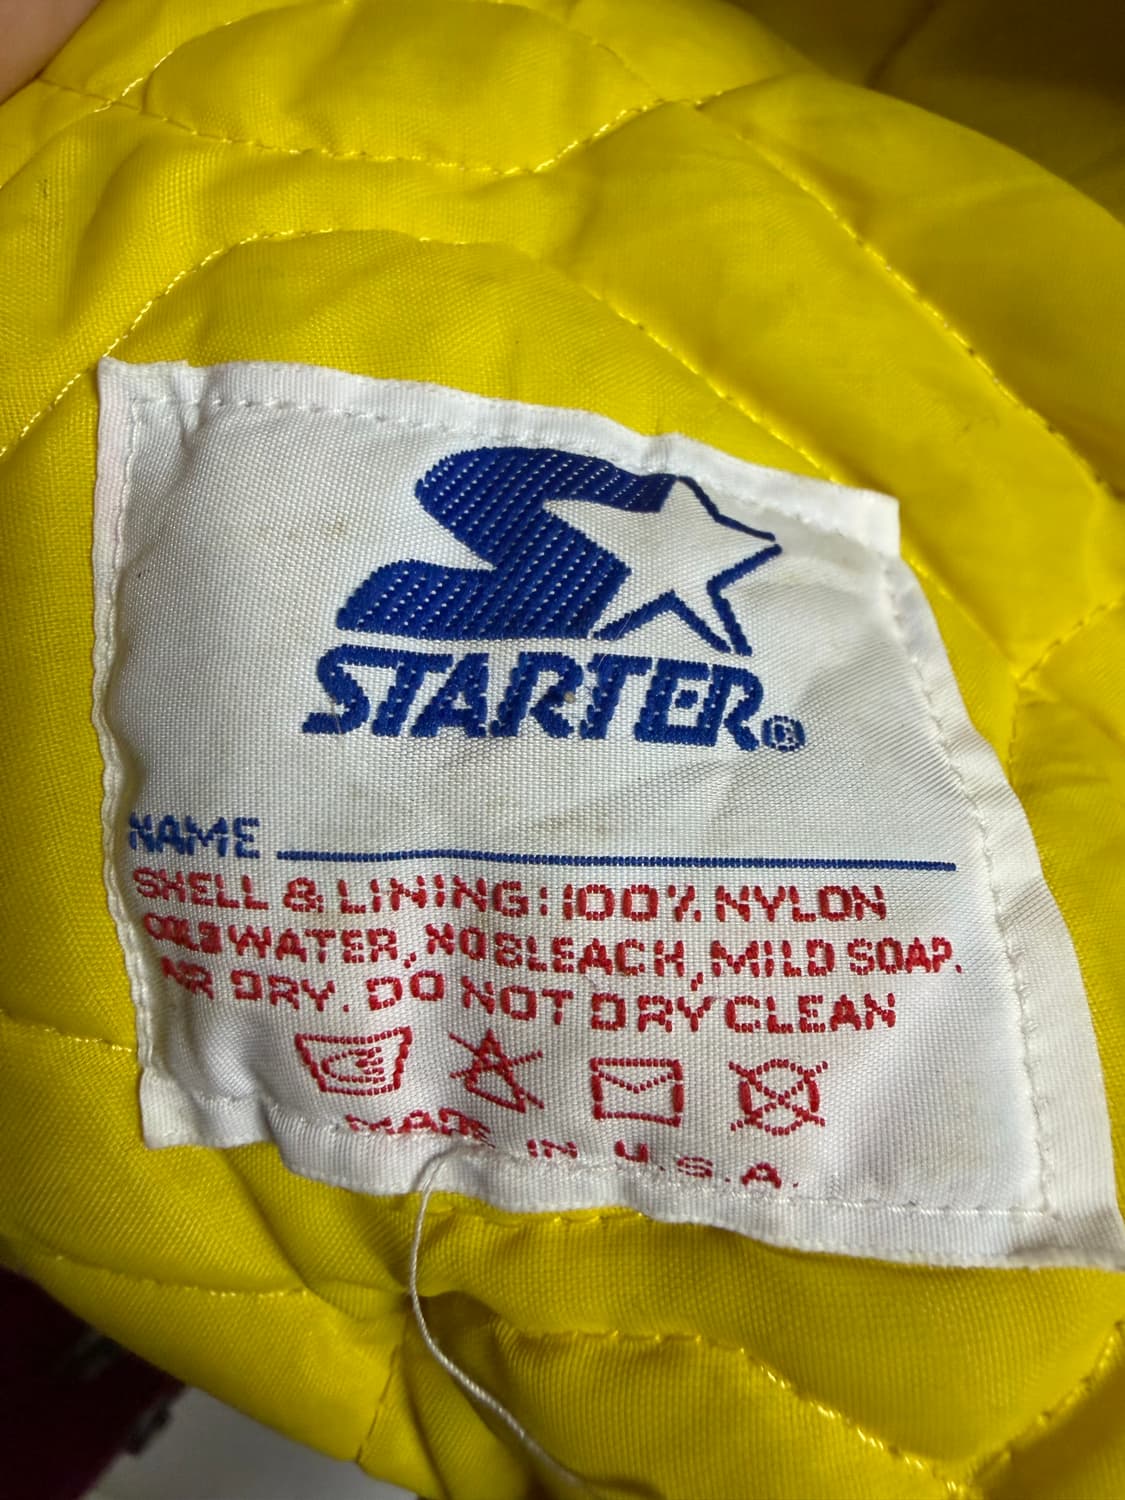 STARTER®
NAME
SHELL & LINING: 100% NYLON
COLD WATER, NO BLEACH, MILD SOAP.
AIR DRY. DO NOT DRY CLEAN
MADE IN U.S.A.